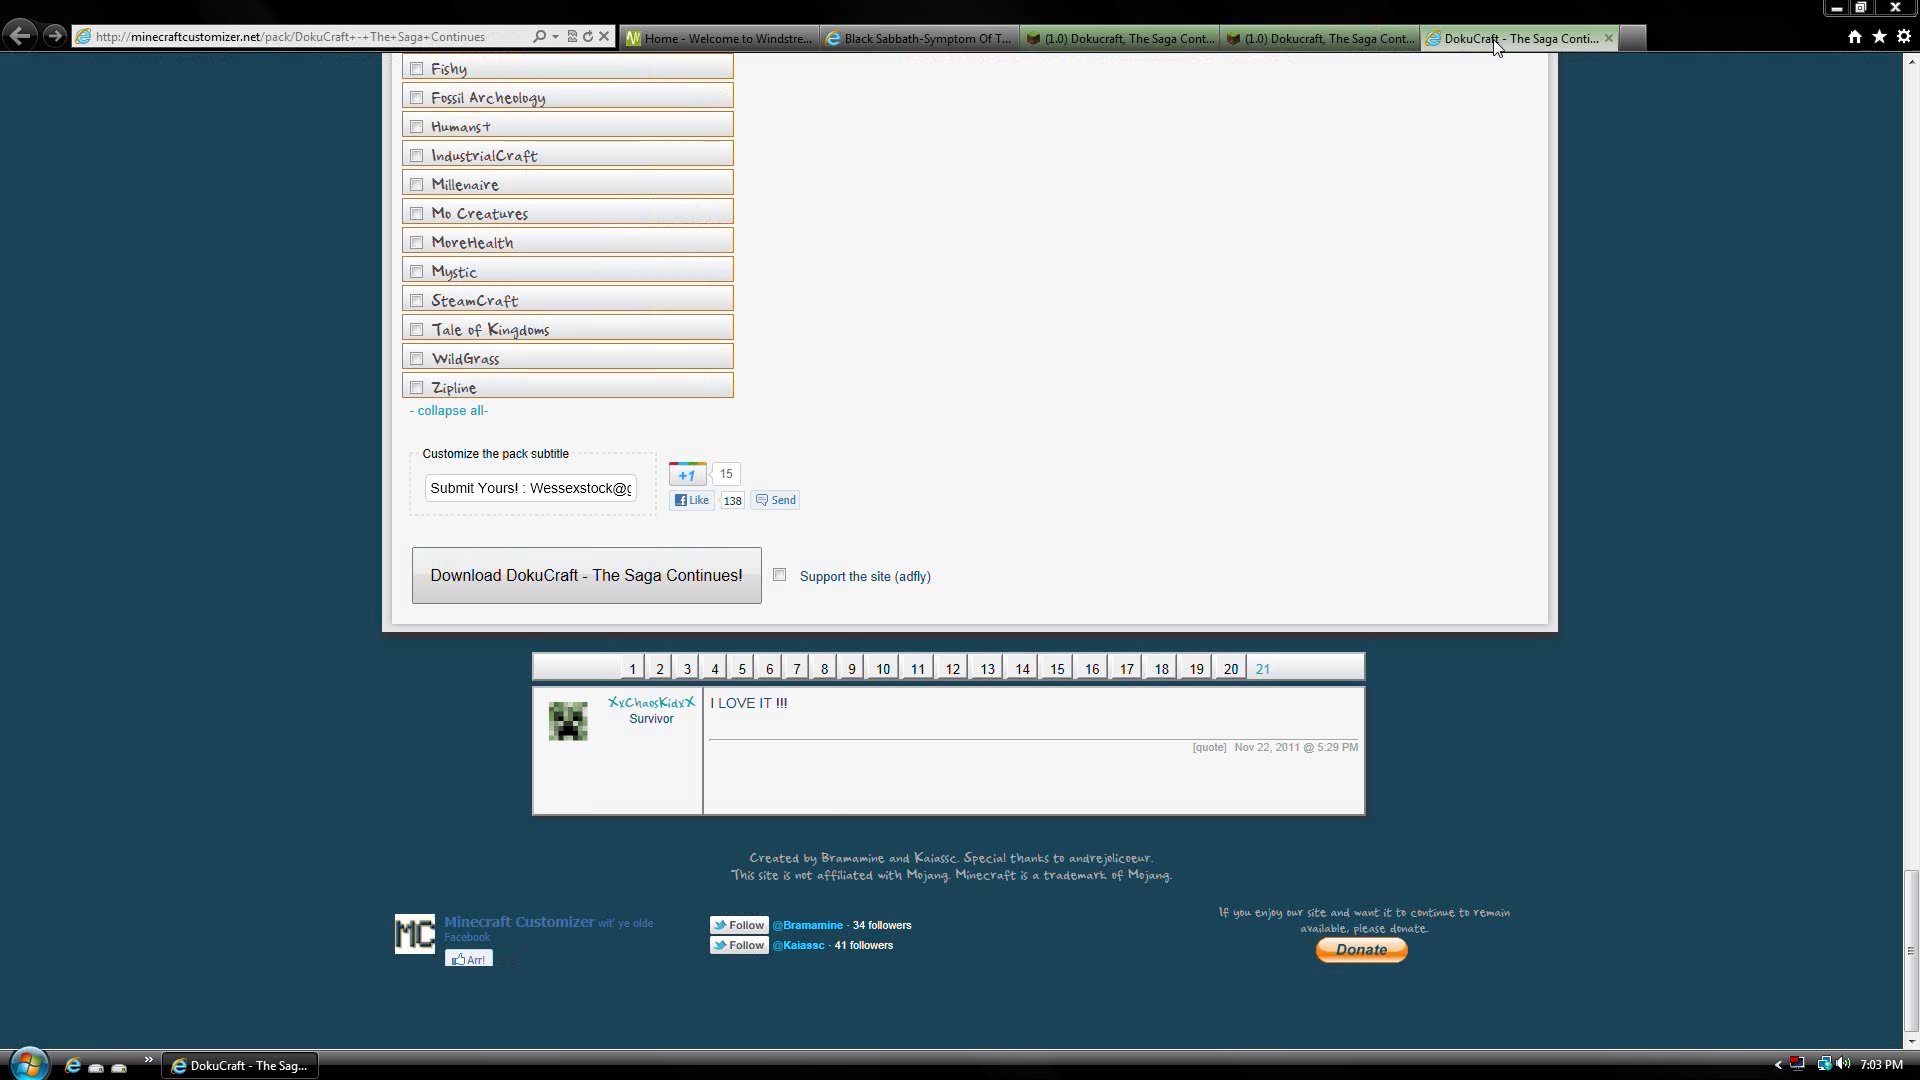 http://minecraftcustomizer.net/pack/DokuCraft+-+The+Saga+Continues
Home - Welcome to Windstre...
Black Sabbath-Symptom Of T...
(1.0) Dokucraft, The Saga Cont...
(1.0) Dokucraft, The Saga Cont...
DokuCraft - The Saga Conti...
Fishy
Fossil Archeology
Humans+
IndustrialCraft
Millenaire
Mo Creatures
MoreHealth
Mystic
SteamCraft
Tale of Kingdoms
WildGrass
Zipline
- collapse all-
Customize the pack subtitle
Submit Yours! : Wessexstock@g
+1
15
Like
138
Send
Download DokuCraft - The Saga Continues!
Support the site (adfly)
1 2 3 4 5 6 7 8 9 10 11 12 13 14 15 16 17 18 19 20 21
XxChaosKidxX
Survivor
I LOVE IT !!!
[quote] Nov 22, 2011 @ 5:29 PM
Created by Bramamine and Kaiassc. Special thanks to andrejolicoeur.
This site is not affiliated with Mojang. Minecraft is a trademark of Mojang.
MC
Minecraft Customizer wit' ye olde
Facebook
Arr!
Follow @Bramamine · 34 followers
Follow @Kaiassc · 41 followers
If you enjoy our site and want it to continue to remain
available, please donate.
Donate
DokuCraft - The Sag...
7:03 PM